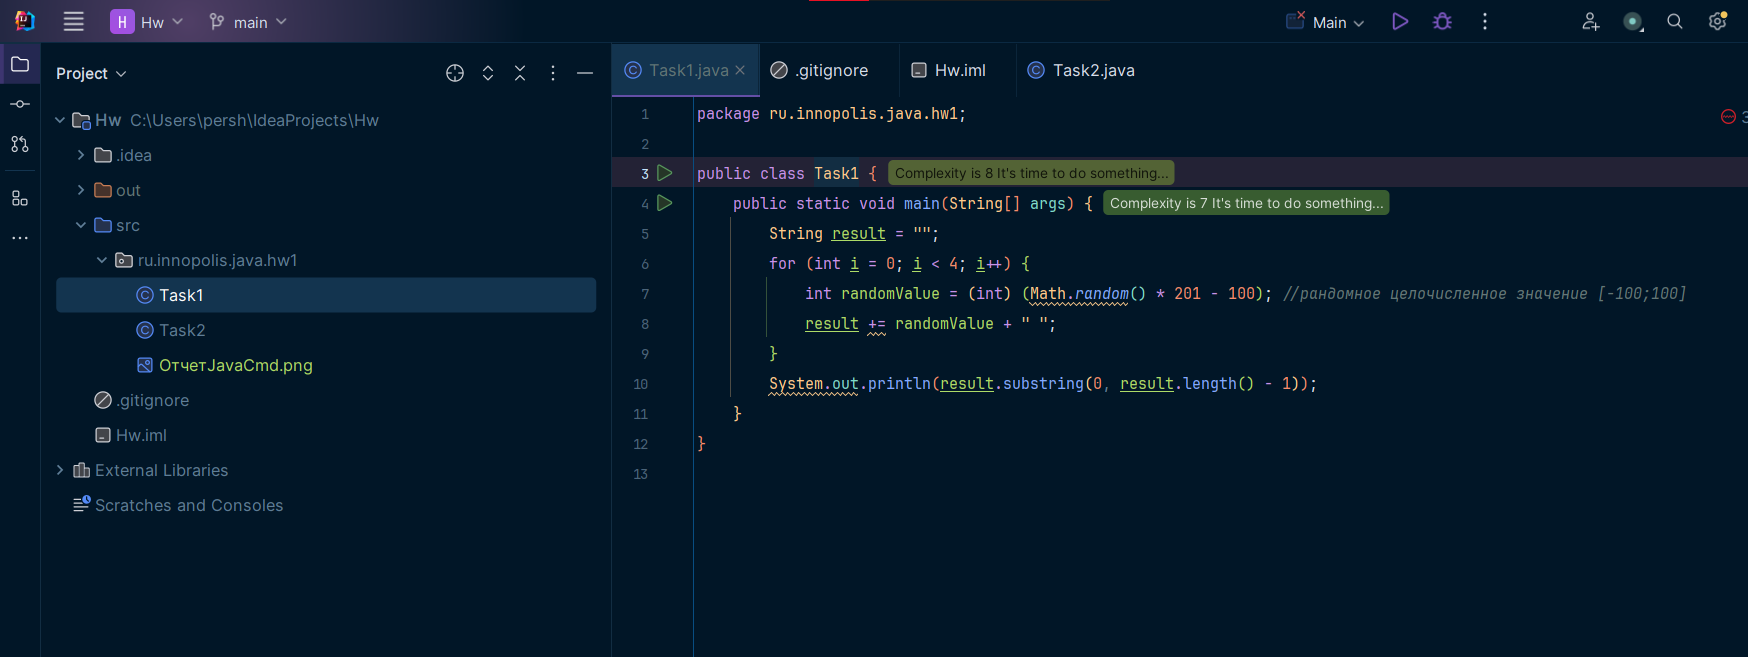 H Hw main Main
Project
Task1.java .gitignore Hw.iml Task2.java
Hw C:\Users\persh\IdeaProjects\Hw
.idea
out
src
ru.innopolis.java.hw1
Task1
Task2
ОтчетJavaCmd.png
.gitignore
Hw.iml
External Libraries
Scratches and Consoles
1 package ru.innopolis.java.hw1;
2
3 public class Task1 { Complexity is 8 It's time to do something...
4 public static void main(String[] args) { Complexity is 7 It's time to do something...
5 String result = "";
6 for (int i = 0; i < 4; i++) {
7 int randomValue = (int) (Math.random() * 201 - 100); //рандомное целочисленное значение [-100;100]
8 result += randomValue + " ";
9 }
10 System.out.println(result.substring(0, result.length() - 1));
11 }
12 }
13